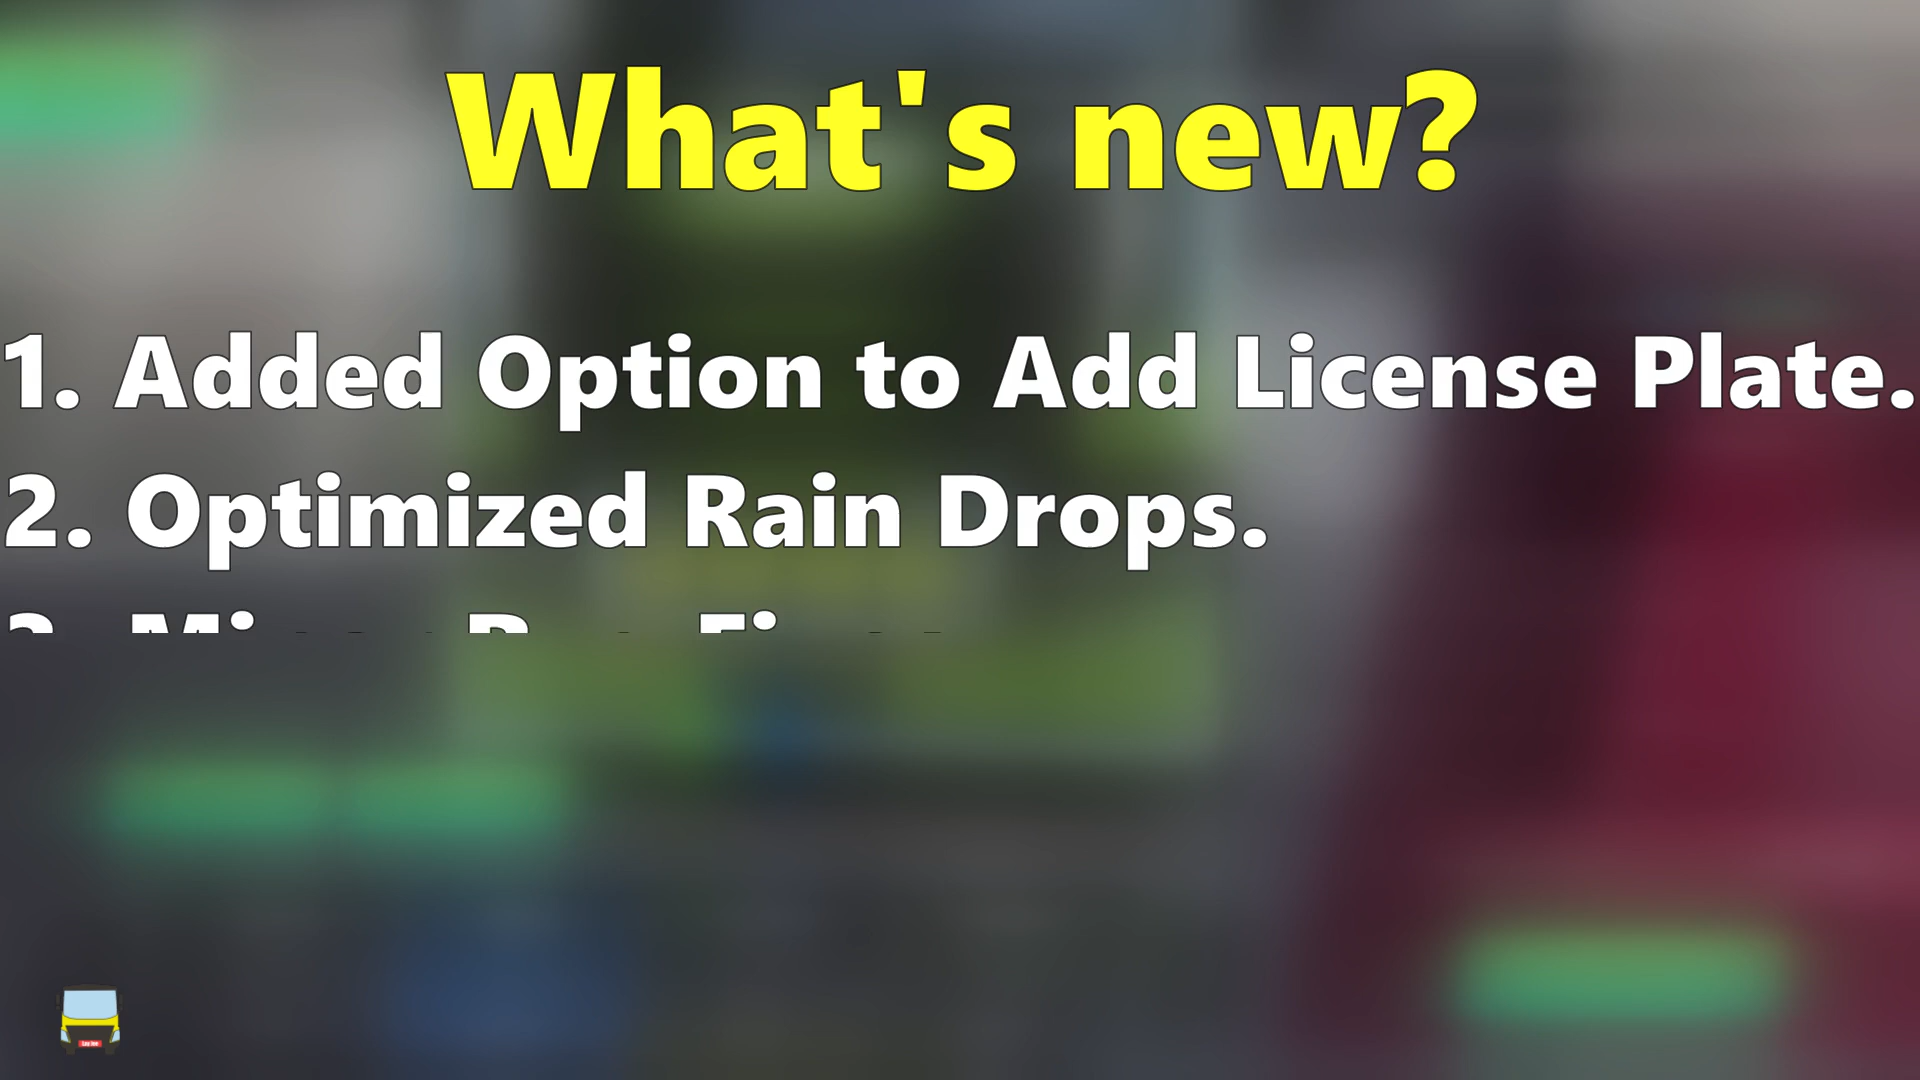 What's new?
1. Added Option to Add License Plate.
2. Optimized Rain Drops.